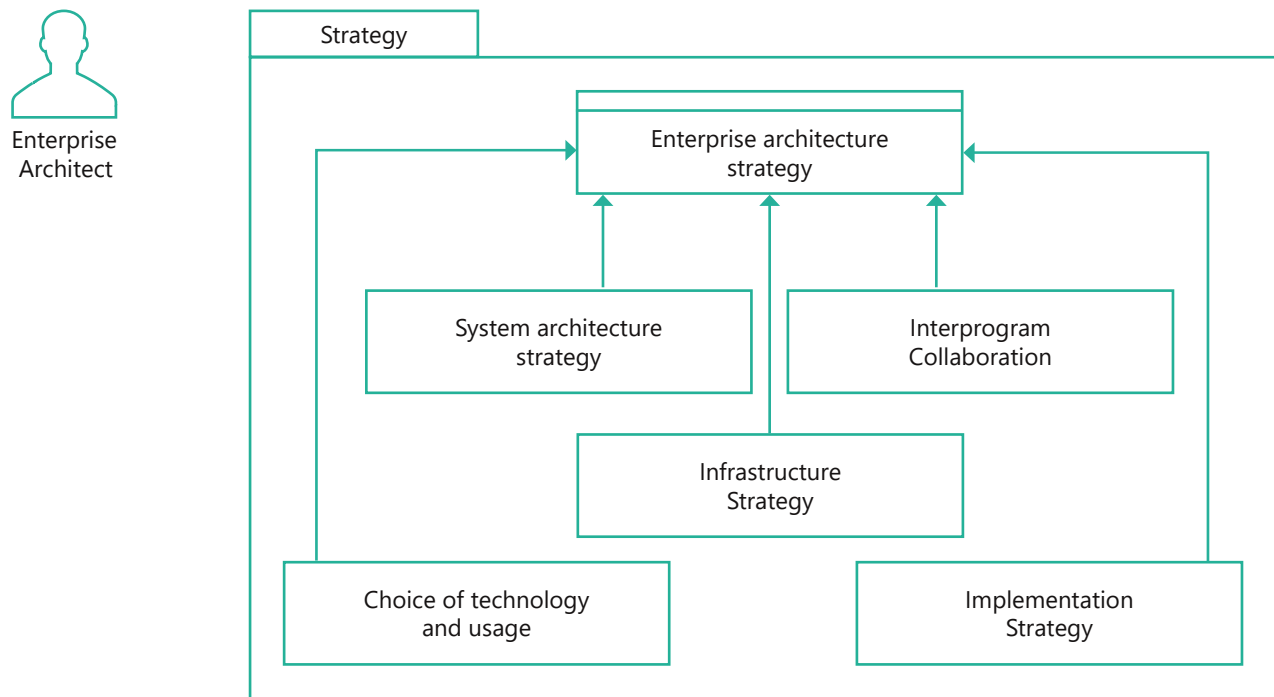 Strategy
Enterprise
Architect
Enterprise architecture
strategy
System architecture
strategy
Interprogram
Collaboration
Infrastructure
Strategy
Choice of technology
and usage
Implementation
Strategy